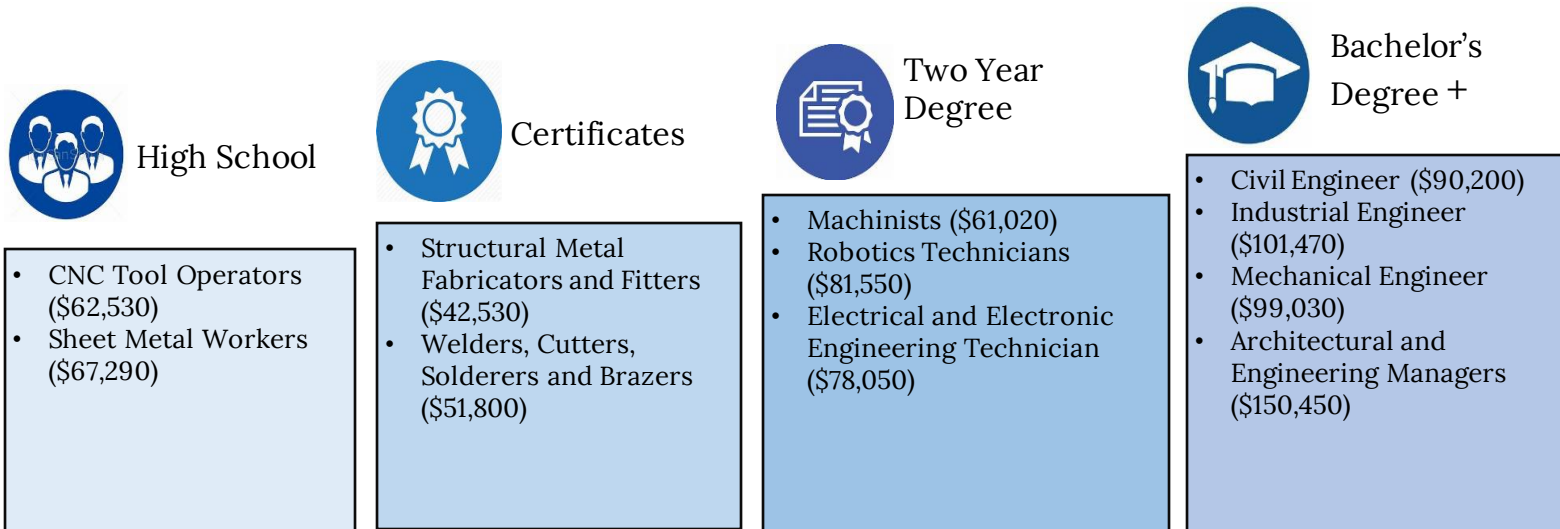 High School
• CNC Tool Operators
($62,530)
• Sheet Metal Workers
($67,290)
Certificates
• Structural Metal
Fabricators and Fitters
($42,530)
• Welders, Cutters,
Solderers and Brazers
($51,800)
Two Year
Degree
• Machinists ($61,020)
• Robotics Technicians
($81,550)
• Electrical and Electronic
Engineering Technician
($78,050)
Bachelor’s
Degree +
• Civil Engineer ($90,200)
• Industrial Engineer
($101,470)
• Mechanical Engineer
($99,030)
• Architectural and
Engineering Managers
($150,450)